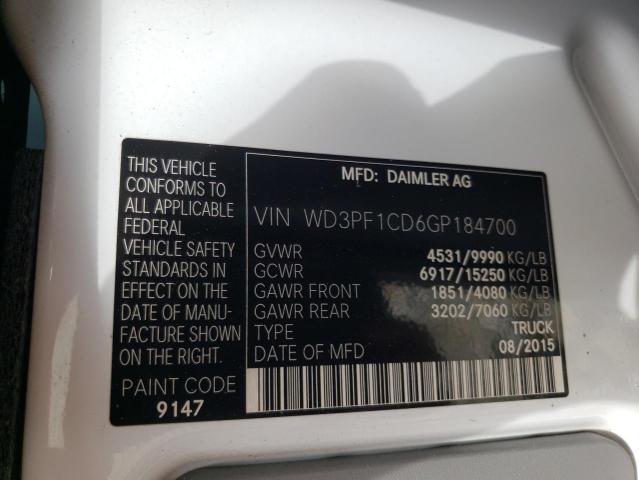 THIS VEHICLE
CONFORMS TO
ALL APPLICABLE
FEDERAL
VEHICLE SAFETY
STANDARDS IN
EFFECT ON THE
DATE OF MANU-
FACTURE SHOWN
ON THE RIGHT.
PAINT CODE
9147
MFD: DAIMLER AG
VIN WD3PF1CD6GP184700
GVWR 4531/9990 KG/LB
GCWR 6917/15250 KG/LB
GAWR FRONT 1851/4080 KG/LB
GAWR REAR 3202/7060 KG/LB
TYPE TRUCK
DATE OF MFD 08/2015